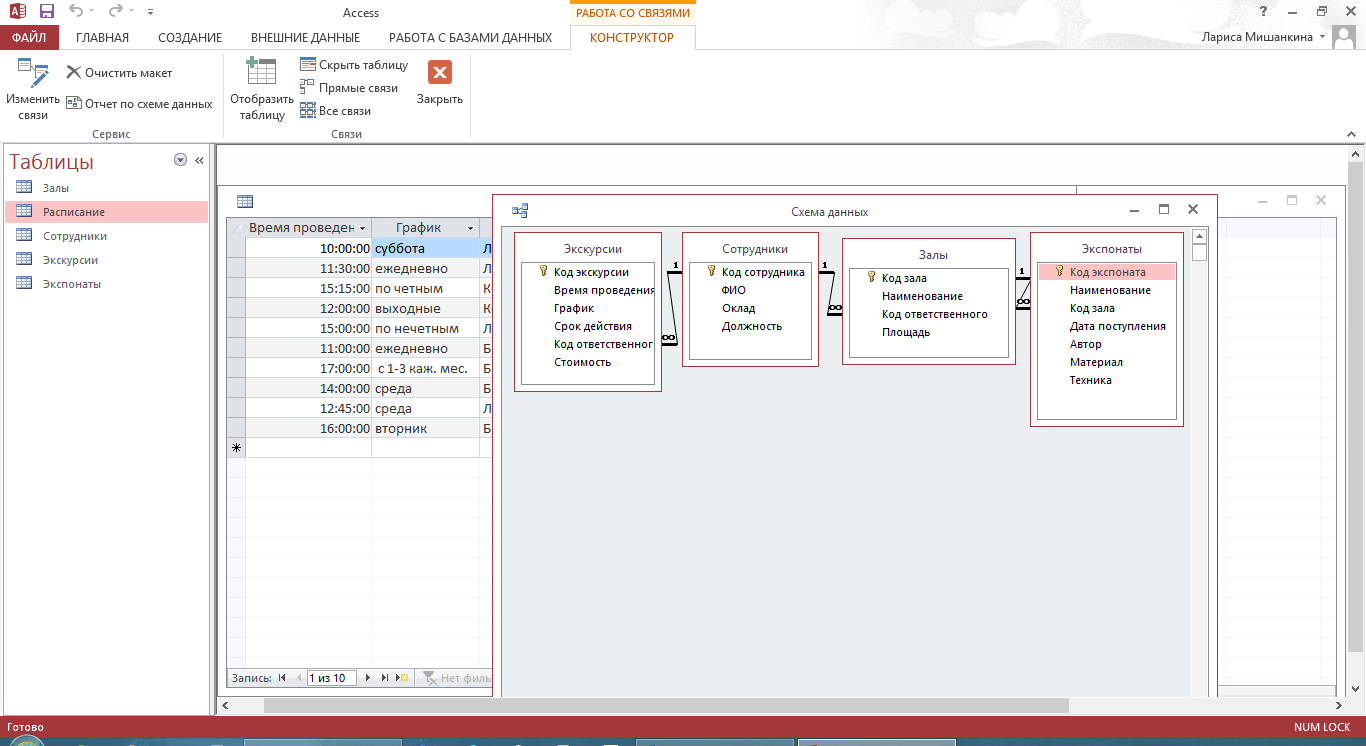 Access
РАБОТА СО СВЯЗЯМИ
?
ФАЙЛ ГЛАВНАЯ СОЗДАНИЕ ВНЕШНИЕ ДАННЫЕ РАБОТА С БАЗАМИ ДАННЫХ КОНСТРУКТОР
Лариса Мишанкина
Изменить связи
Очистить макет
Отчет по схеме данных
Сервис
Отобразить таблицу
Скрыть таблицу
Прямые связи
Все связи
Связи
Закрыть
Таблицы
Залы
Расписание
Сотрудники
Экскурсии
Экспонаты
Время проведен График
10:00:00 суббота Л
11:30:00 ежедневно Л
15:15:00 по четным К
12:00:00 выходные К
15:00:00 по нечетным Л
11:00:00 ежедневно Б
17:00:00 с 1-3 каж. мес. Б
14:00:00 среда Б
12:45:00 среда Л
16:00:00 вторник Б
Запись: 1 из 10 Нет филь
Схема данных
Экскурсии
Код экскурсии
Время проведения
График
Срок действия
Код ответственног
Стоимость
1
∞
Сотрудники
Код сотрудника
ФИО
Оклад
Должность
1
∞
Залы
Код зала
Наименование
Код ответственного
Площадь
1
∞
Экспонаты
Код экспоната
Наименование
Код зала
Дата поступления
Автор
Материал
Техника
Готово
NUM LOCK